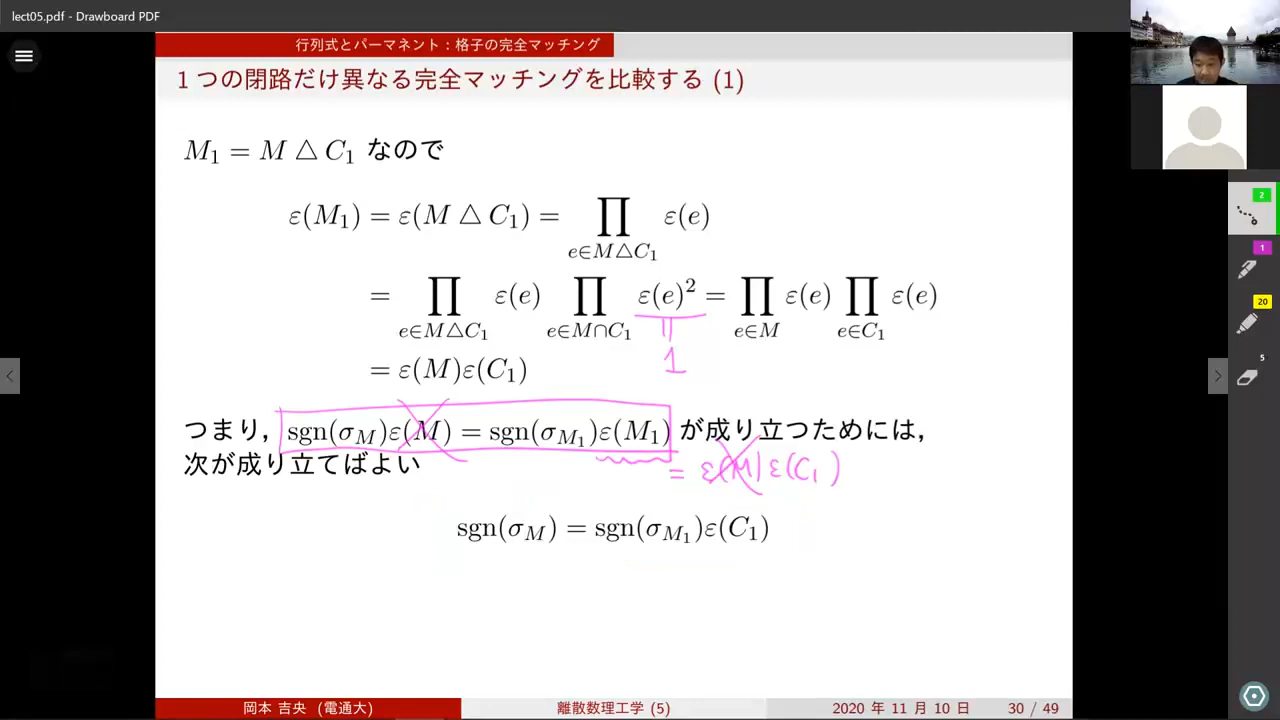 lect05.pdf - Drawboard PDF
行列式とパーマネント：格子の完全マッチング
1 つの閉路だけ異なる完全マッチングを比較する (1)
M₁ = M △ C₁ なので
ε(M₁) = ε(M △ C₁) = ∏_{e∈M△C₁} ε(e)
= ∏_{e∈M△C₁} ε(e) ∏_{e∈M∩C₁} ε(e)² = ∏_{e∈M} ε(e) ∏_{e∈C₁} ε(e)
॥
1
= ε(M)ε(C₁)
つまり, sgn(σ_M)ε(M) = sgn(σ_{M₁})ε(M₁) が成り立つためには,
次が成り立てばよい
= ε(M)ε(C₁)
sgn(σ_M) = sgn(σ_{M₁})ε(C₁)
岡本 吉央 (電通大)
離散数理工学 (5)
2020 年 11 月 10 日 30 / 49
2
1
20
5